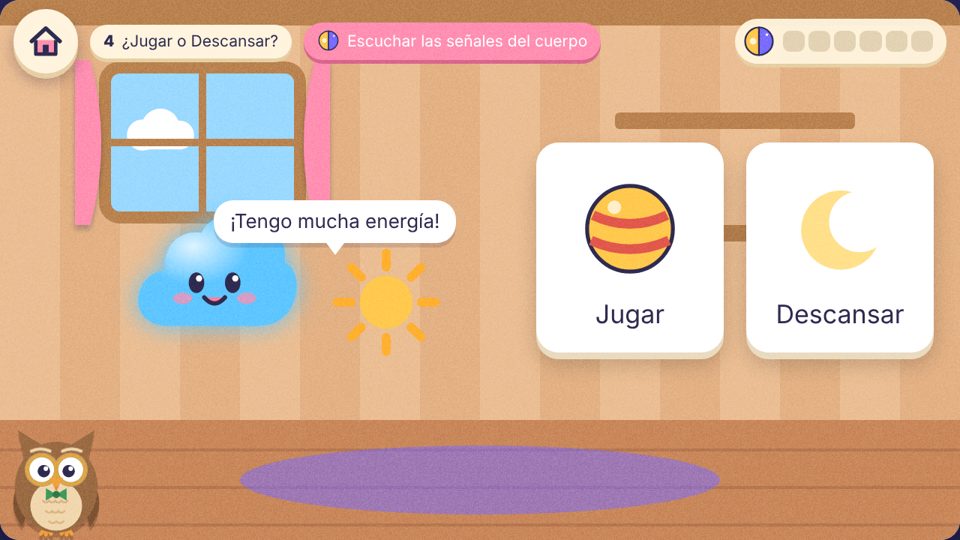 4 ¿Jugar o Descansar?
Escuchar las señales del cuerpo
¡Tengo mucha energía!
Jugar
Descansar